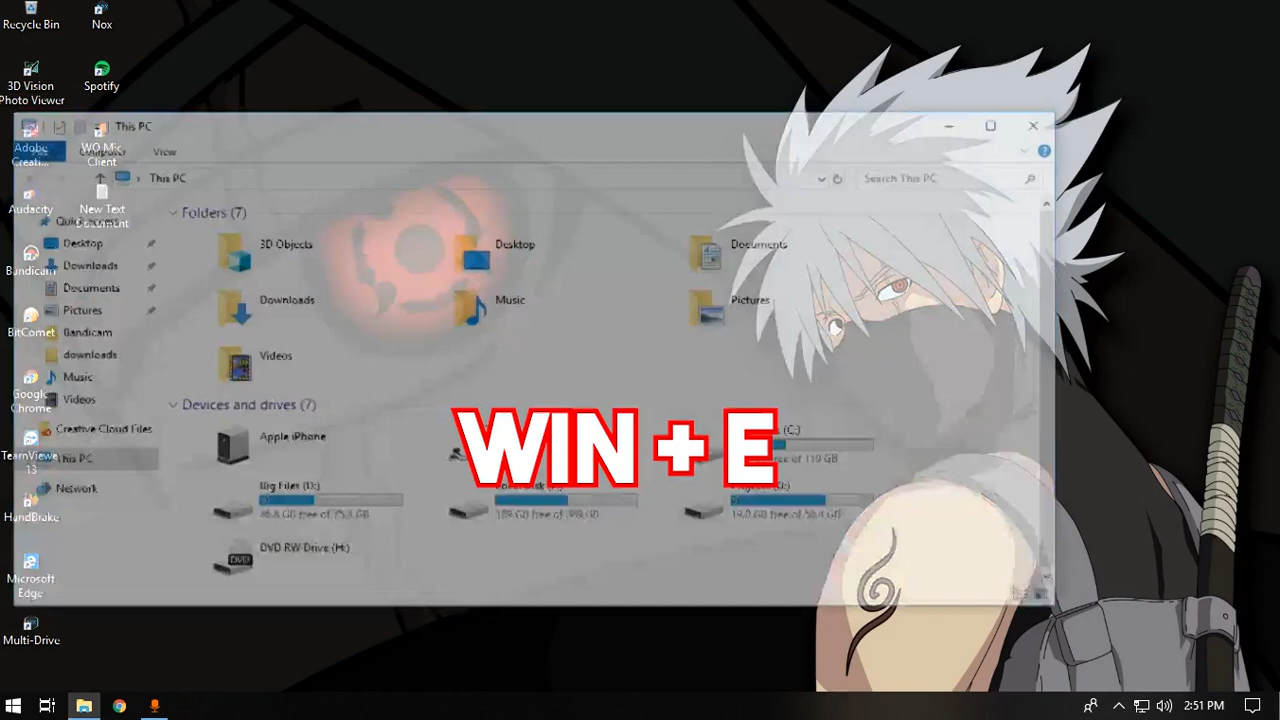 Recycle Bin
Nox
3D Vision
Photo Viewer
Spotify
This PC
Adobe
Creati...
WO Mic
Client
Computer
View
This PC
Search This PC
Audacity
New Text
Document
Quick access
Folders (7)
Desktop
3D Objects
Desktop
Documents
Downloads
Bandicam
Documents
Downloads
Music
Pictures
Pictures
BitComet
Bandicam
downloads
Videos
Music
Google
Chrome
Videos
Devices and drives (7)
Creative Cloud Files
Apple iPhone
(C:)
WIN + E
TeamViewer
13
This PC
free of 119 GB
Network
Big Files (D:)
HandBrake
DVD RW Drive (H:)
Microsoft
Edge
Multi-Drive
2:51 PM